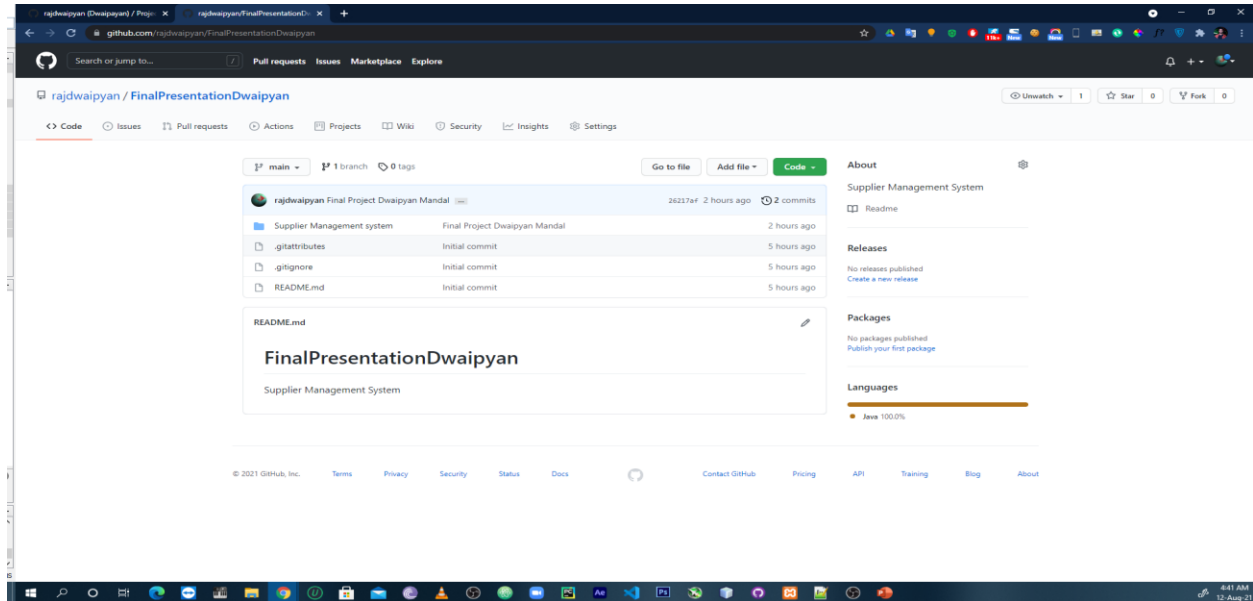 rajdwaipyan (Dwaipayan) / Proje
rajdwaipyan/FinalPresentationD
github.com/rajdwaipyan/FinalPresentationDwaipyan
Search or jump to...
/
Pull requests Issues Marketplace Explore
rajdwaipyan / FinalPresentationDwaipyan
Unwatch 1 Star 0 Fork 0
Code Issues Pull requests Actions Projects Wiki Security Insights Settings
main 1 branch 0 tags
Go to file Add file Code
rajdwaipyan Final Project Dwaipyan Mandal ... 26217af 2 hours ago 2 commits
Supplier Management system Final Project Dwaipyan Mandal 2 hours ago
.gitattributes Initial commit 5 hours ago
.gitignore Initial commit 5 hours ago
README.md Initial commit 5 hours ago
README.md
FinalPresentationDwaipyan
Supplier Management System
About
Supplier Management System
Readme
Releases
No releases published
Create a new release
Packages
No packages published
Publish your first package
Languages
Java 100.0%
© 2021 GitHub, Inc. Terms Privacy Security Status Docs Contact GitHub Pricing API Training Blog About
4:41 AM
12-Aug-21